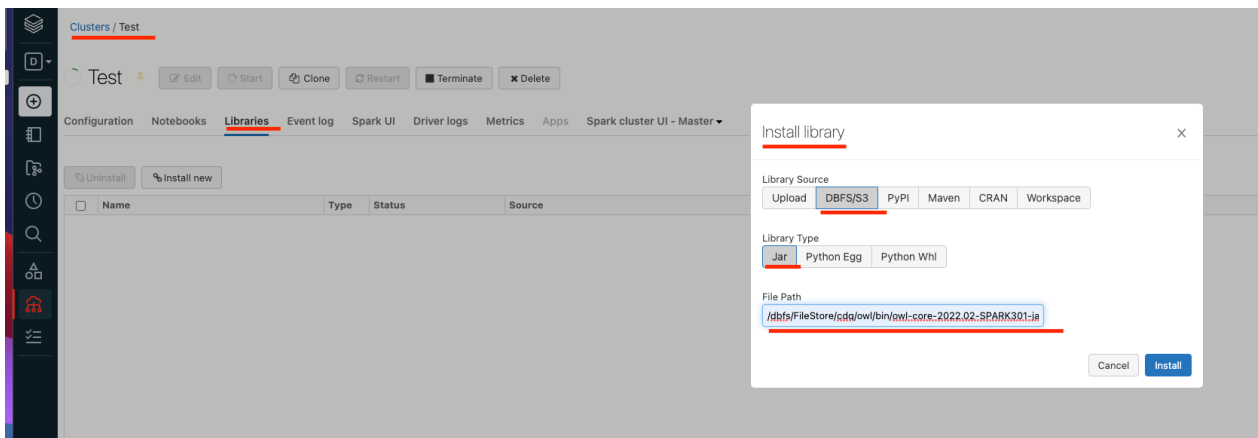 Clusters / Test
D
Test Edit Start Clone Restart Terminate Delete
Configuration Notebooks Libraries Event log Spark UI Driver logs Metrics Apps Spark cluster UI - Master
Uninstall Install new
Name Type Status Source
Install library
Library Source
Upload DBFS/S3 PyPI Maven CRAN Workspace
Library Type
Jar Python Egg Python Whl
File Path
/dbfs/FileStore/cdq/owl/bin/owl-core-2022.02-SPARK301-ja
Cancel Install